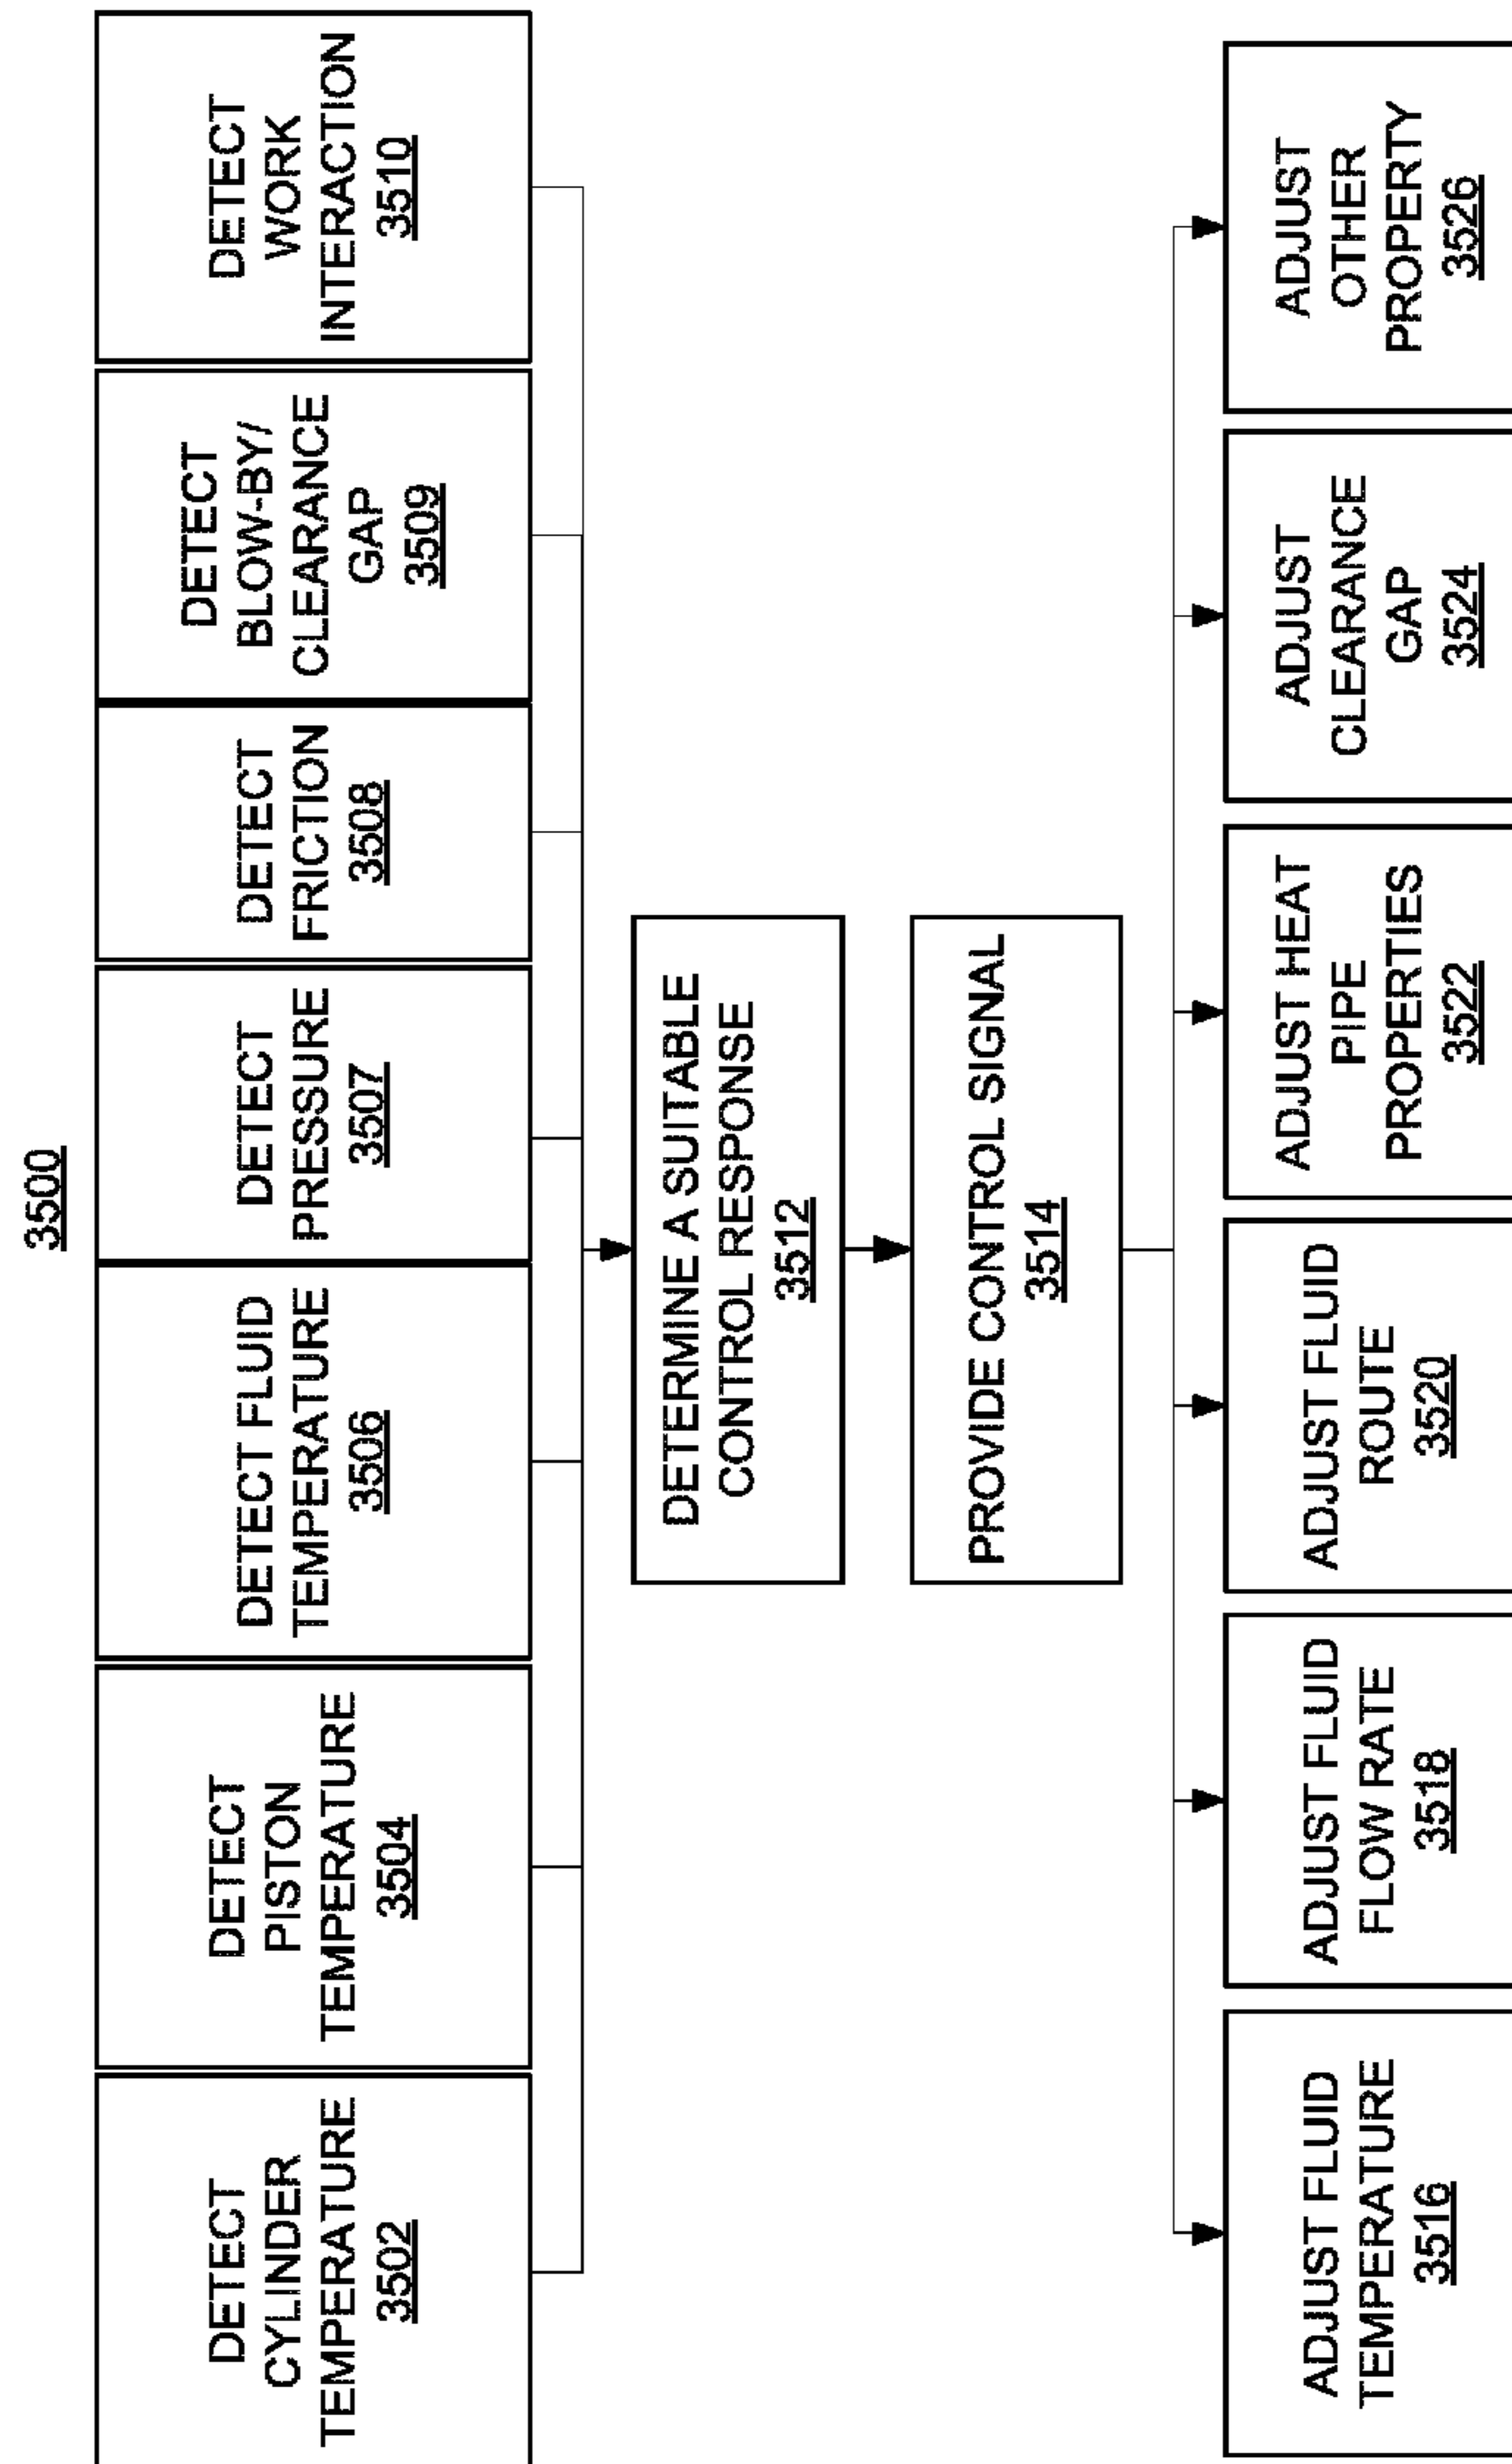 3500
DETECT
CYLINDER
TEMPERATURE
3502
DETECT
PISTON
TEMPERATURE
3504
DETECT FLUID
TEMPERATURE
3506
DETECT
PRESSURE
3507
DETECT
FRICTION
3508
DETECT
BLOW-BY/
CLEARANCE
GAP
3509
DETECT
WORK
INTERACTION
3510
DETERMINE A SUITABLE
CONTROL RESPONSE
3512
PROVIDE CONTROL SIGNAL
3514
ADJUST FLUID
TEMPERATURE
3516
ADJUST FLUID
FLOW RATE
3518
ADJUST FLUID
ROUTE
3520
ADJUST HEAT
PIPE
PROPERTIES
3522
ADJUST
CLEARANCE
GAP
3524
ADJUST
OTHER
PROPERTY
3526